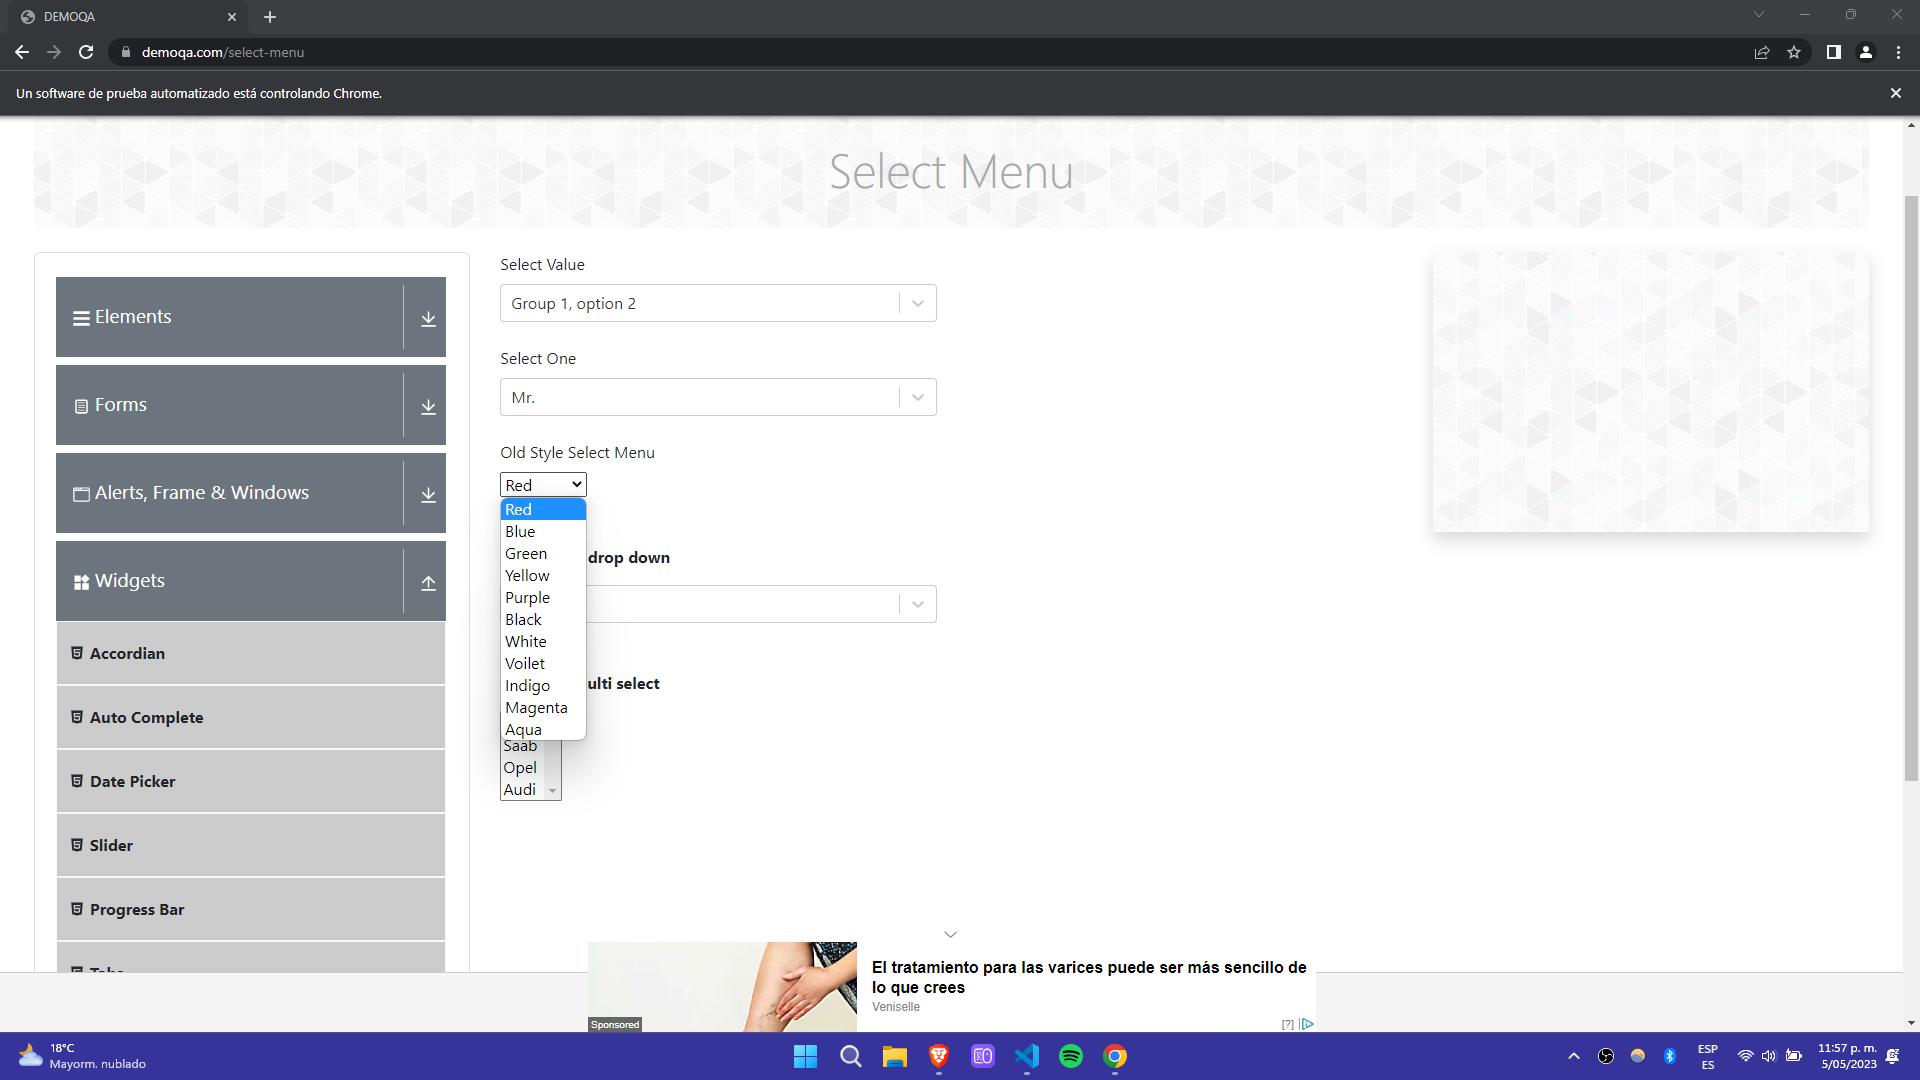 DEMOQA
demoqa.com/select-menu
Un software de prueba automatizado está controlando Chrome.
Select Menu
Elements
Forms
Alerts, Frame & Windows
Widgets
Accordian
Auto Complete
Date Picker
Slider
Progress Bar
Select Value
Group 1, option 2
Select One
Mr.
Old Style Select Menu
Red
Red
Blue
Green
Yellow
Purple
Black
White
Voilet
Indigo
Magenta
Aqua
drop down
ulti select
Saab
Opel
Audi
El tratamiento para las varices puede ser más sencillo de
lo que crees
Veniselle
Sponsored
[?]
18°C
Mayorm. nublado
ESP
ES
11:57 p. m.
5/05/2023